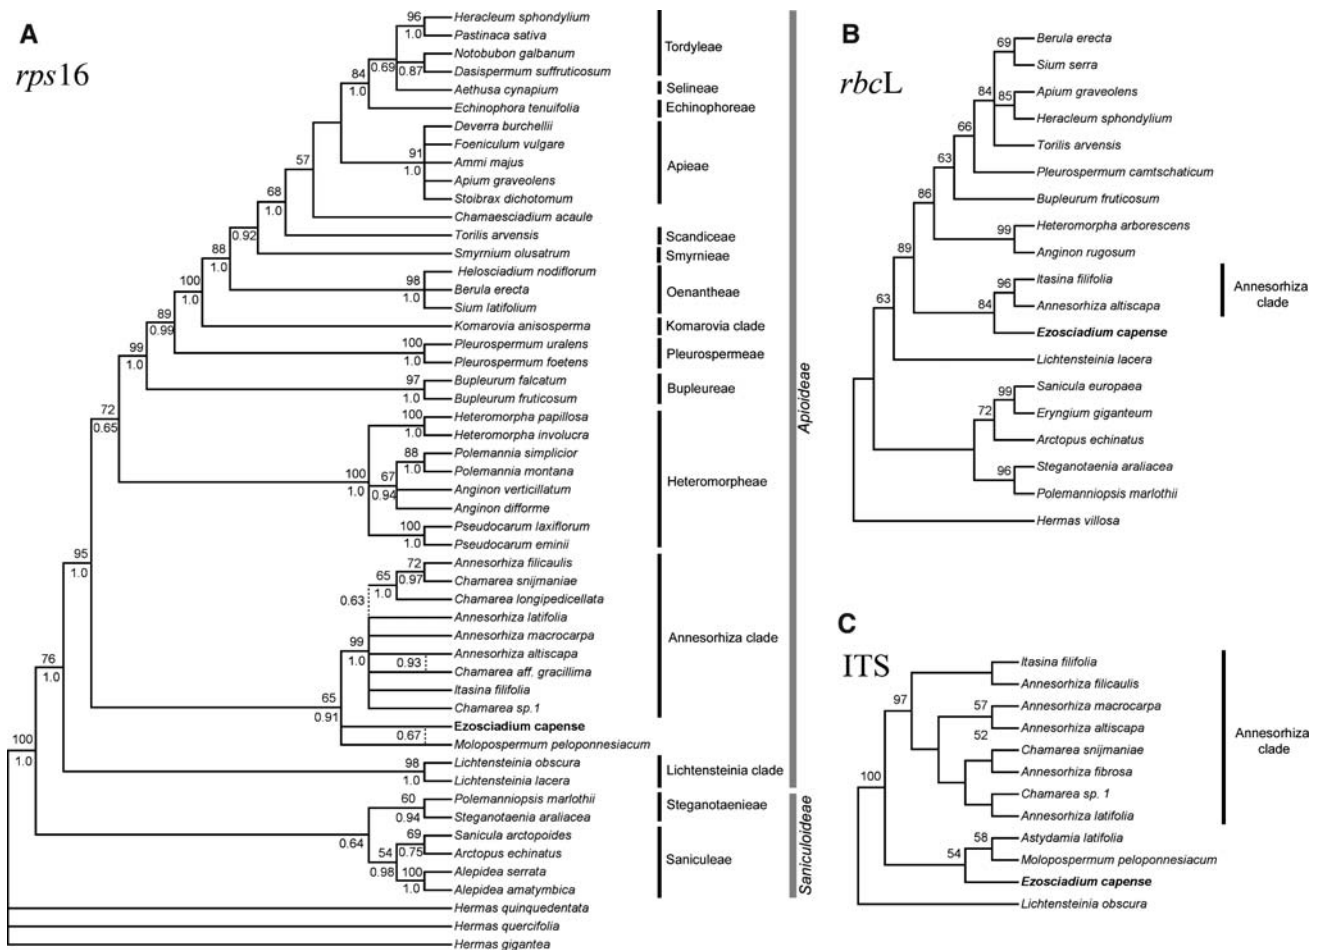 A
rps16
Heracleum sphondylium
Pastinaca sativa
Notobubon galbanum
Dasispermum suffruticosum
Aethusa cynapium
Echinophora tenuifolia
Deverra burchellii
Foeniculum vulgare
Ammi majus
Apium graveolens
Stoibrax dichotomum
Chamaesciadium acaule
Torilis arvensis
Smyrnium olusatrum
Helosciadium nodiflorum
Berula erecta
Sium latifolium
Komarovia anisosperma
Pleurospermum uralens
Pleurospermum foetens
Bupleurum falcatum
Bupleurum fruticosum
Heteromorpha papillosa
Heteromorpha involucra
Polemannia simplicior
Polemannia montana
Anginon verticillatum
Anginon difforme
Pseudocarum laxiflorum
Pseudocarum eminii
Annesorhiza filicaulis
Chamarea snijmaniae
Chamarea longipedicellata
Annesorhiza latifolia
Annesorhiza macrocarpa
Annesorhiza altiscapa
Chamarea aff. gracillima
Itasina filifolia
Chamarea sp.1
Ezosciadium capense
Molopospermum peloponnesiacum
Lichtensteinia obscura
Lichtensteinia lacera
Polemanniopsis marlothii
Steganotaenia araliacea
Sanicula arctopoides
Arctopus echinatus
Alepidea serrata
Alepidea amatymbica
Hermas quinquedentata
Hermas quercifolia
Hermas gigantea
96
1.0
0.69
0.87
84
1.0
91
1.0
57
68
1.0
0.92
88
1.0
98
1.0
100
1.0
89
0.99
100
1.0
99
1.0
97
1.0
72
0.65
100
1.0
88
1.0
67
0.94
100
1.0
100
1.0
95
1.0
72
0.97
65
1.0
0.63
99
1.0
0.93
65
0.91
0.67
76
1.0
98
1.0
100
1.0
60
0.94
0.64
69
0.75
54
0.98
100
1.0
Tordyleae
Selineae
Echinophoreae
Apieae
Scandiceae
Smyrnieae
Oenantheae
Komarovia clade
Pleurospermeae
Bupleureae
Heteromorpheae
Annesorhiza clade
Lichtensteinia clade
Steganotaenieae
Saniculeae
Apioideae
Saniculoideae
B
rbcL
Berula erecta
Sium serra
Apium graveolens
Heracleum sphondylium
Torilis arvensis
Pleurospermum camtschaticum
Bupleurum fruticosum
Heteromorpha arborescens
Anginon rugosum
Itasina filifolia
Annesorhiza altiscapa
Ezosciadium capense
Lichtensteinia lacera
Sanicula europaea
Eryngium giganteum
Arctopus echinatus
Steganotaenia araliacea
Polemanniopsis marlothii
Hermas villosa
69
84
85
66
63
86
99
89
96
84
63
99
72
96
Annesorhiza
clade
C
ITS
Itasina filifolia
Annesorhiza filicaulis
Annesorhiza macrocarpa
Annesorhiza altiscapa
Chamarea snijmaniae
Annesorhiza fibrosa
Chamarea sp. 1
Annesorhiza latifolia
Astydamia latifolia
Molopospermum peloponnesiacum
Ezosciadium capense
Lichtensteinia obscura
97
57
52
100
58
54
Annesorhiza
clade